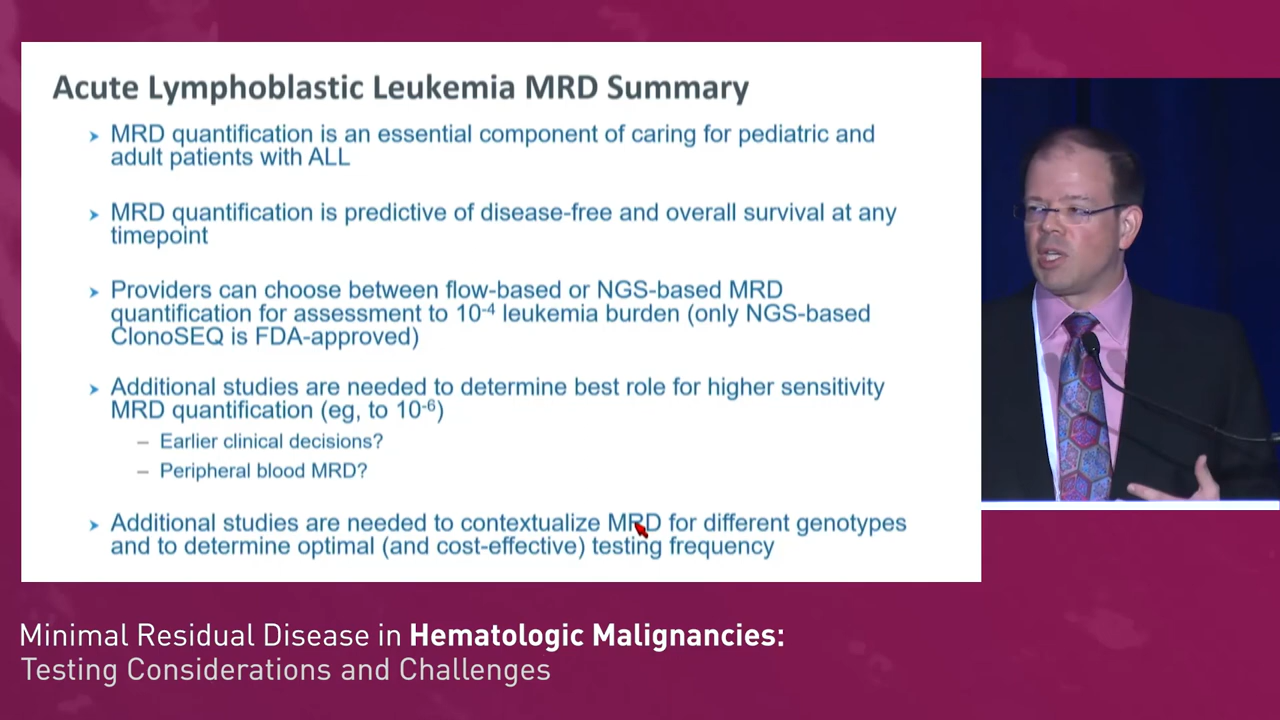 Acute Lymphoblastic Leukemia MRD Summary
➤ MRD quantification is an essential component of caring for pediatric and
adult patients with ALL
➤ MRD quantification is predictive of disease-free and overall survival at any
timepoint
➤ Providers can choose between flow-based or NGS-based MRD
quantification for assessment to 10⁻⁴ leukemia burden (only NGS-based
ClonoSEQ is FDA-approved)
➤ Additional studies are needed to determine best role for higher sensitivity
MRD quantification (eg, to 10⁻⁶)
– Earlier clinical decisions?
– Peripheral blood MRD?
➤ Additional studies are needed to contextualize MRD for different genotypes
and to determine optimal (and cost-effective) testing frequency
Minimal Residual Disease in Hematologic Malignancies:
Testing Considerations and Challenges